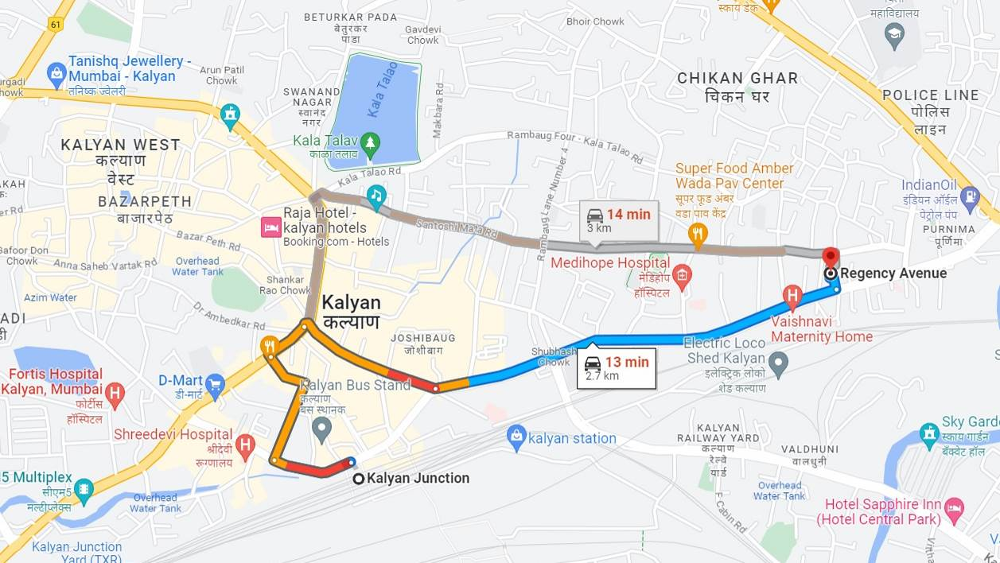 61
BETURKAR PADA
बेतुरकर
पाडा
Gavdevi
Chowk
Bhoir Chowk
स्काय डेक
महाविद्यालय
Tanishq Jewellery -
Mumbai - Kalyan
तनिष्क ज्वेलरी
Arun Patil
Chowk
SWANAND
NAGAR
स्वानंद
नगर
Kala Talao
Makbara Rd
CHIKAN GHAR
चिकन घर
POLICE LINE
पोलिस
लाइन
KALYAN WEST
कल्याण
वेस्ट
Kala Talav
काळा तलाव
Kala Talao Rd
Rambaug Four - Kala Talao Rd
Rambaug Lane Number 4
BAZARPETH
बाजारपेठ
Super Food Amber
Wada Pav Center
सूपर फूड अंबर
वडा पाव केंद्र
IndianOil
इंडियन ऑईल
पेट्रोल पंप
PURNIMA
पूर्णिमा
Raja Hotel -
kalyan hotels
Booking.com - Hotels
Santoshi Mata Rd
14 min
3 km
Bazar Peth Rd
Anna Saheb Vartak Rd
Overhead
Water Tank
Azim Water
Shankar
Rao Chowk
Medihope Hospital
मेडिहोप
हॉस्पिटल
Regency Avenue
Vaishnavi
Maternity Home
Kalyan
कल्याण
Dr Ambedkar Rd
JOSHIBAUG
जोशीबाग
Shubhash
Chowk
13 min
2.7 km
Electric Loco
Shed Kalyan
इलेक्ट्रिक लोको
शेड कल्याण
Fortis Hospital
Kalyan, Mumbai
फोर्टीस
हॉस्पिटल
D-Mart
डी-मार्ट
Kalyan Bus Stand
कल्याण
बस स्थानक
Shreedevi Hospital
श्रीदेवी
रूग्णालय
kalyan station
KALYAN
RAILWAY YARD
कल्याण
रेल्वे
यार्ड
VALDHUNI
वालधुनी
Sky Garde
स्काय गार्डन
बँक्वेट हॉल
Kalyan Junction
Multiplex
सीएम5
मल्टीप्लेक्स
Overhead
Water Tank
Overhead
Water Tank
F Cabin Rd
Hotel Sapphire Inn
(Hotel Central Park)
Kalyan Junction
Yard (TXR)